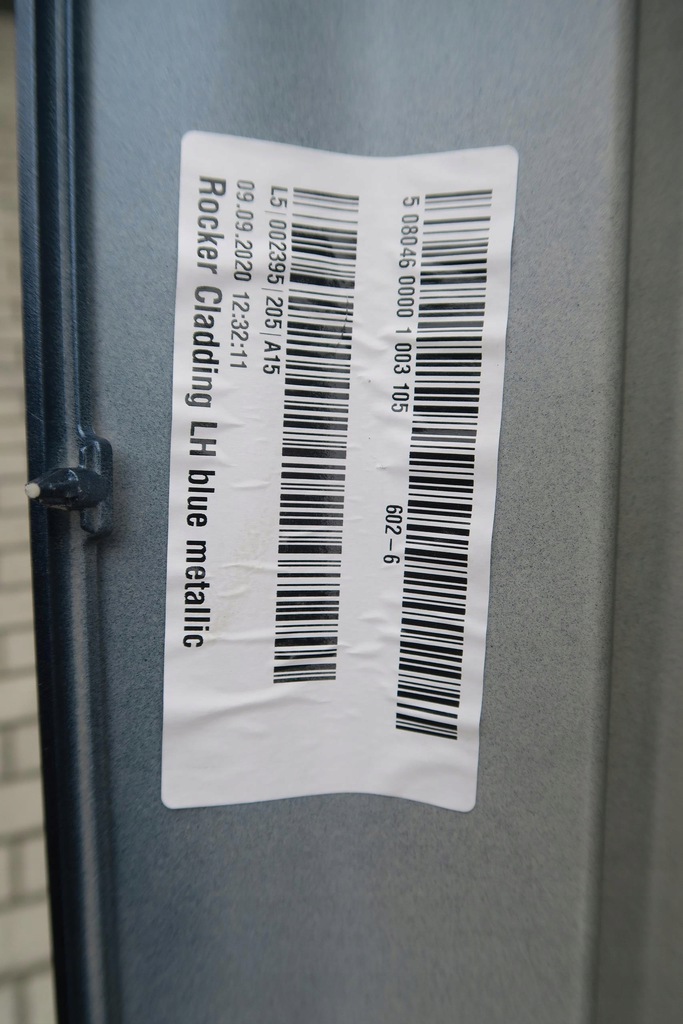 5 08046 0000 1 003 105
602-6
L5|002395|205|A15
09.09.2020 12:32:11
Rocker Cladding LH blue metallic